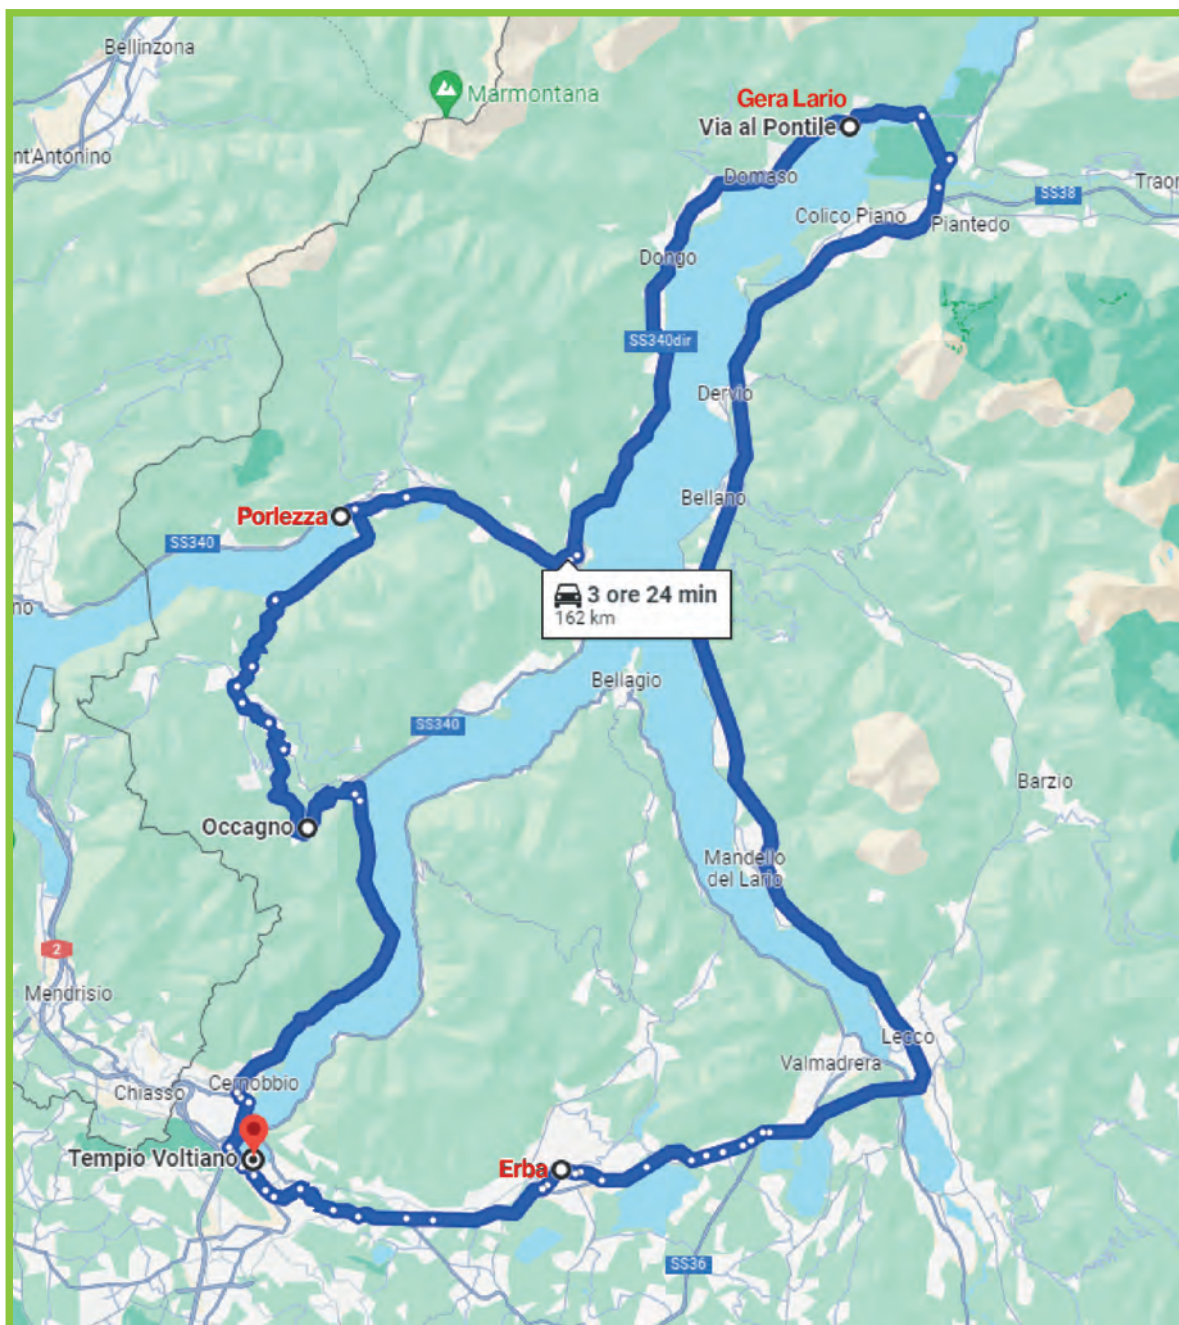 Bellinzona
Marmontana
Gera Lario
Via al Pontile
nt'Antonino
Domaso
SS38
Traor
Colico Piano
Piantedo
Dongo
SS340dir
Dervio
Bellano
Porlezza
SS340
no
3 ore 24 min
162 km
Bellagio
SS340
Barzio
Occagno
Mandello
del Lario
2
Mendrisio
Lecco
Valmadrera
Chiasso
Cernobbio
Tempio Voltiano
Erba
SS36